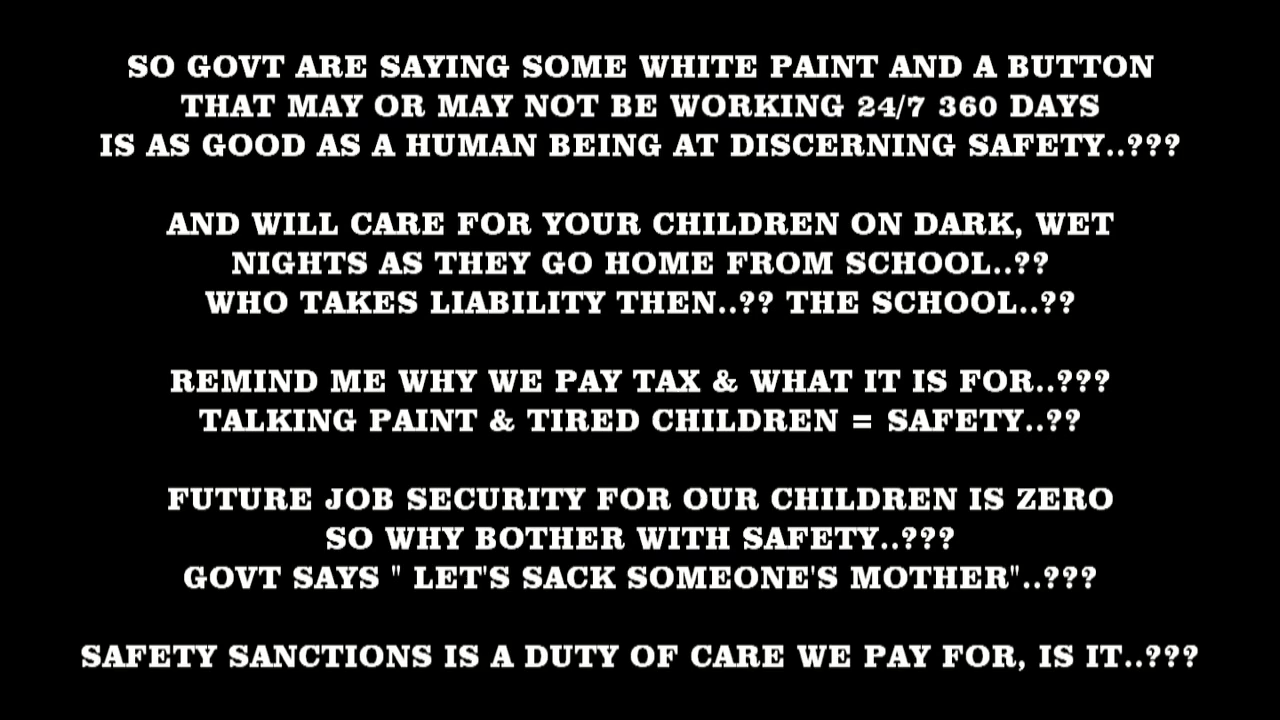 SO GOVT ARE SAYING SOME WHITE PAINT AND A BUTTON
THAT MAY OR MAY NOT BE WORKING 24/7 360 DAYS
IS AS GOOD AS A HUMAN BEING AT DISCERNING SAFETY..???
AND WILL CARE FOR YOUR CHILDREN ON DARK, WET
NIGHTS AS THEY GO HOME FROM SCHOOL..??
WHO TAKES LIABILITY THEN..?? THE SCHOOL..??
REMIND ME WHY WE PAY TAX & WHAT IT IS FOR..???
TALKING PAINT & TIRED CHILDREN = SAFETY..??
FUTURE JOB SECURITY FOR OUR CHILDREN IS ZERO
SO WHY BOTHER WITH SAFETY..???
GOVT SAYS " LET'S SACK SOMEONE'S MOTHER"..???
SAFETY SANCTIONS IS A DUTY OF CARE WE PAY FOR, IS IT..???